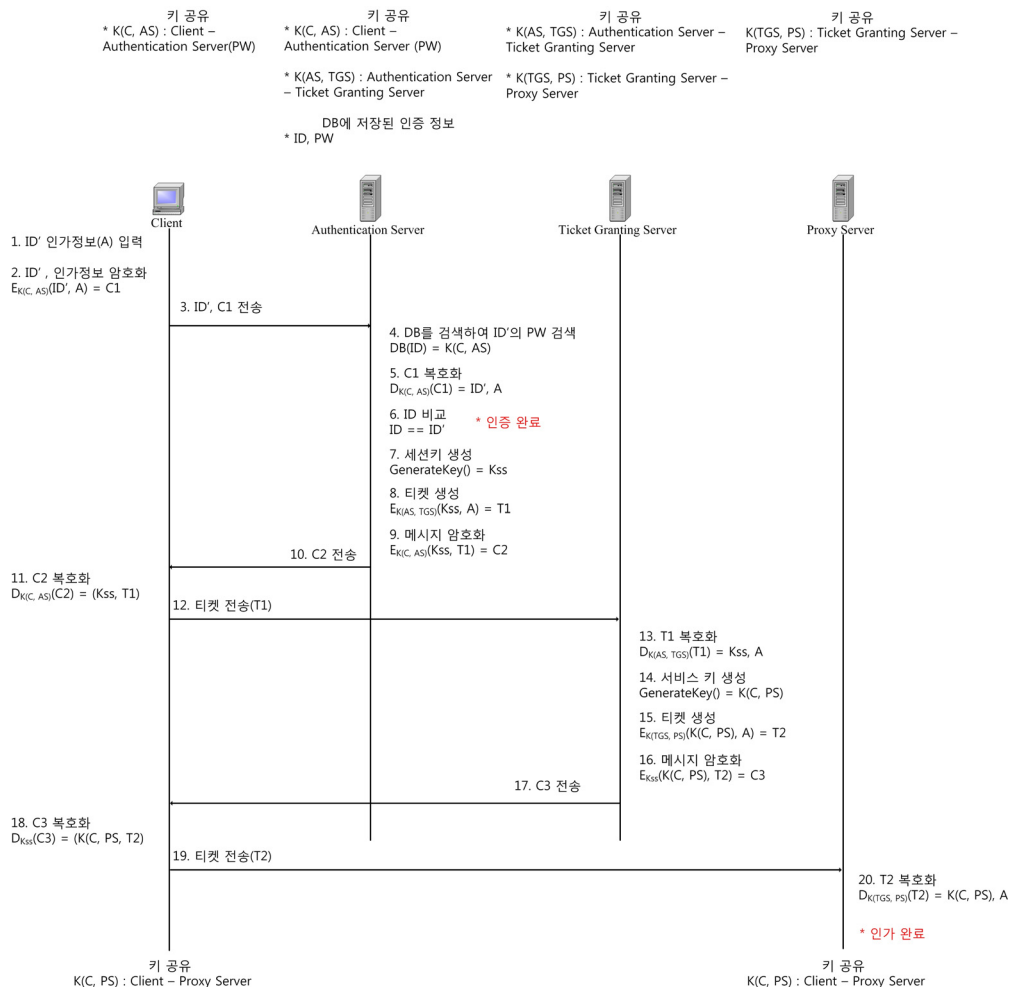 키 공유
* K(C, AS) : Client –
Authentication Server(PW)
키 공유
* K(C, AS) : Client –
Authentication Server (PW)
* K(AS, TGS) : Authentication Server
– Ticket Granting Server
DB에 저장된 인증 정보
* ID, PW
키 공유
* K(AS, TGS) : Authentication Server –
Ticket Granting Server
* K(TGS, PS) : Ticket Granting Server –
Proxy Server
키 공유
K(TGS, PS) : Ticket Granting Server –
Proxy Server
Client
Authentication Server
Ticket Granting Server
Proxy Server
1. ID' 인가정보(A) 입력
2. ID' , 인가정보 암호화
E K(C, AS)(ID', A) = C1
3. ID', C1 전송
4. DB를 검색하여 ID'의 PW 검색
DB(ID) = K(C, AS)
5. C1 복호화
D K(C, AS)(C1) = ID', A
6. ID 비교
ID == ID'
* 인증 완료
7. 세션키 생성
GenerateKey() = Kss
8. 티켓 생성
E K(AS, TGS)(Kss, A) = T1
9. 메시지 암호화
E K(C, AS)(Kss, T1) = C2
10. C2 전송
11. C2 복호화
D K(C, AS)(C2) = (Kss, T1)
12. 티켓 전송(T1)
13. T1 복호화
D K(AS, TGS)(T1) = Kss, A
14. 서비스 키 생성
GenerateKey() = K(C, PS)
15. 티켓 생성
E K(TGS, PS)(K(C, PS), A) = T2
16. 메시지 암호화
E Kss(K(C, PS), T2) = C3
17. C3 전송
18. C3 복호화
D Kss(C3) = (K(C, PS, T2)
19. 티켓 전송(T2)
20. T2 복호화
D K(TGS, PS)(T2) = K(C, PS), A
* 인가 완료
키 공유
K(C, PS) : Client – Proxy Server
키 공유
K(C, PS) : Client – Proxy Server